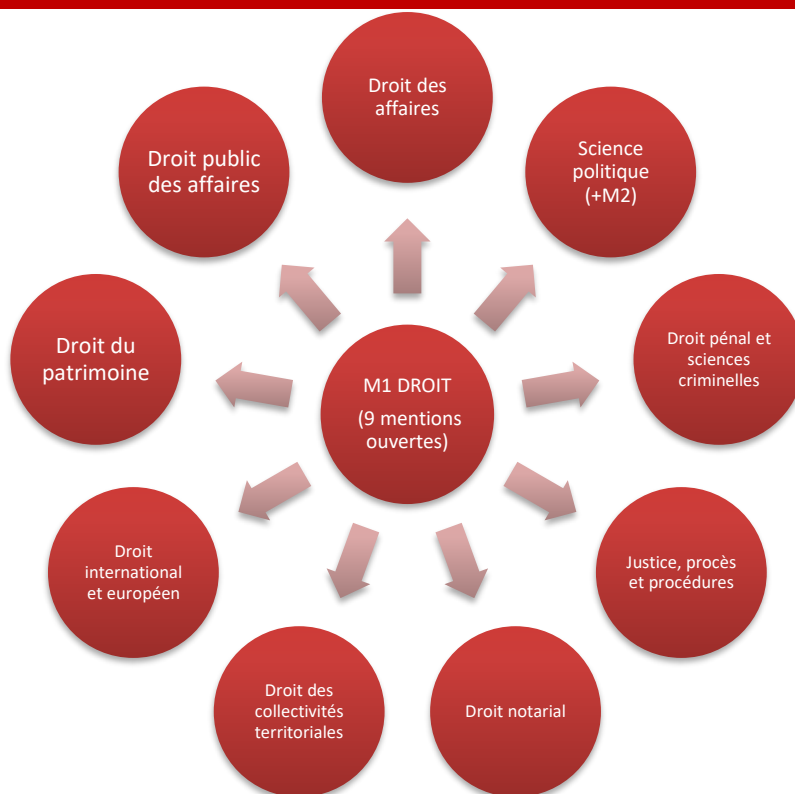 Droit des
affaires
Science
politique
(+M2)
Droit pénal et
sciences
criminelles
Justice, procès
et procédures
Droit notarial
Droit des
collectivités
territoriales
Droit
international
et européen
Droit du
patrimoine
Droit public
des affaires
M1 DROIT
(9 mentions
ouvertes)